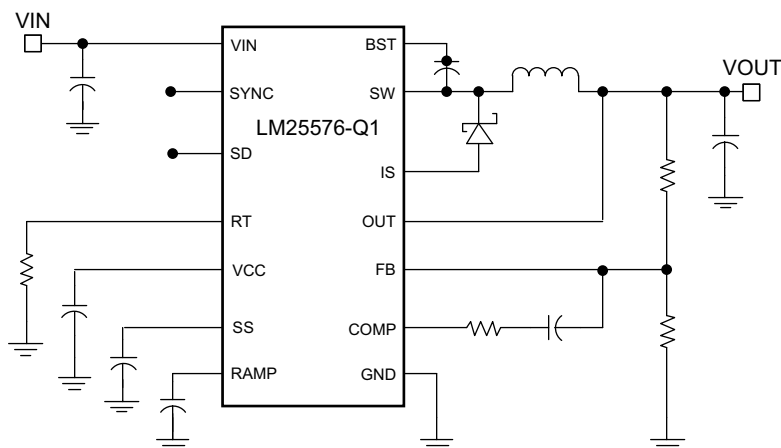 VIN
VOUT
LM25576-Q1
VIN
SYNC
SD
RT
VCC
SS
RAMP
BST
SW
IS
OUT
FB
COMP
GND